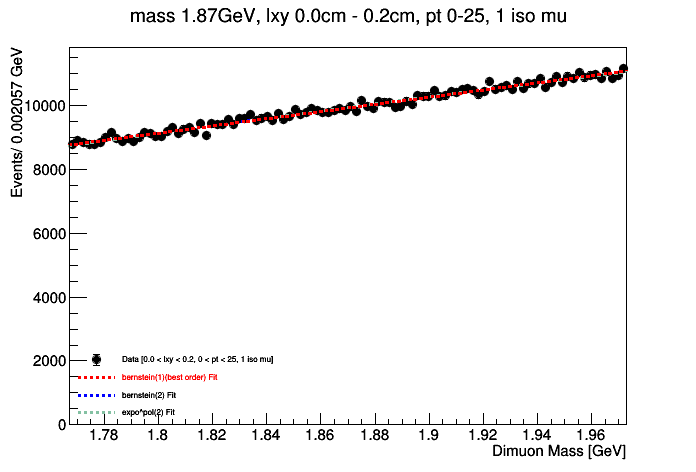 mass 1.87GeV, lxy 0.0cm - 0.2cm, pt 0-25, 1 iso mu
Events/ 0.002057 GeV
10000
8000
6000
4000
2000
0
Data [0.0 < lxy < 0.2, 0 < pt < 25, 1 iso mu]
bernstein(1)(best order) Fit
bernstein(2) Fit
expo^pol(2) Fit
1.78 1.8 1.82 1.84 1.86 1.88 1.9 1.92 1.94 1.96
Dimuon Mass [GeV]